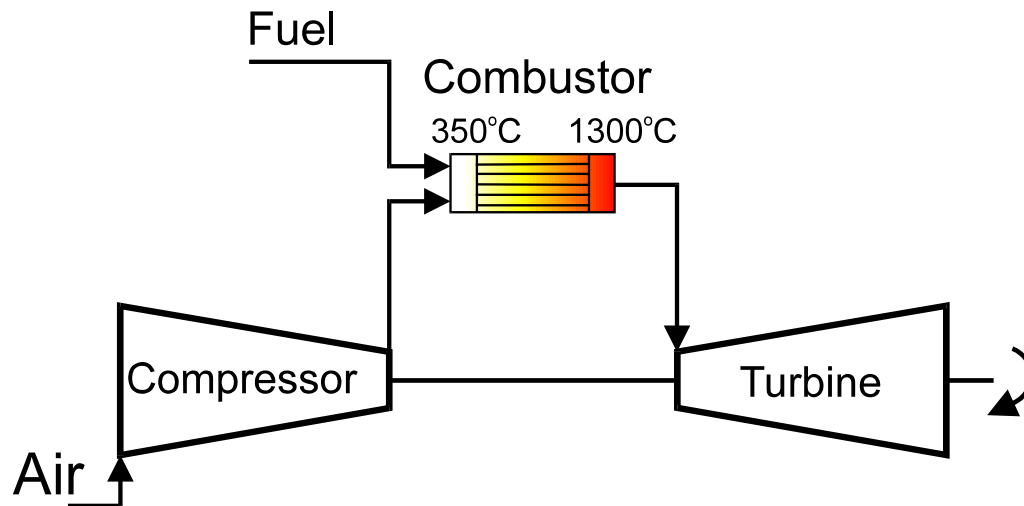 Fuel
Combustor
350°C 1300°C
Compressor
Turbine
Air